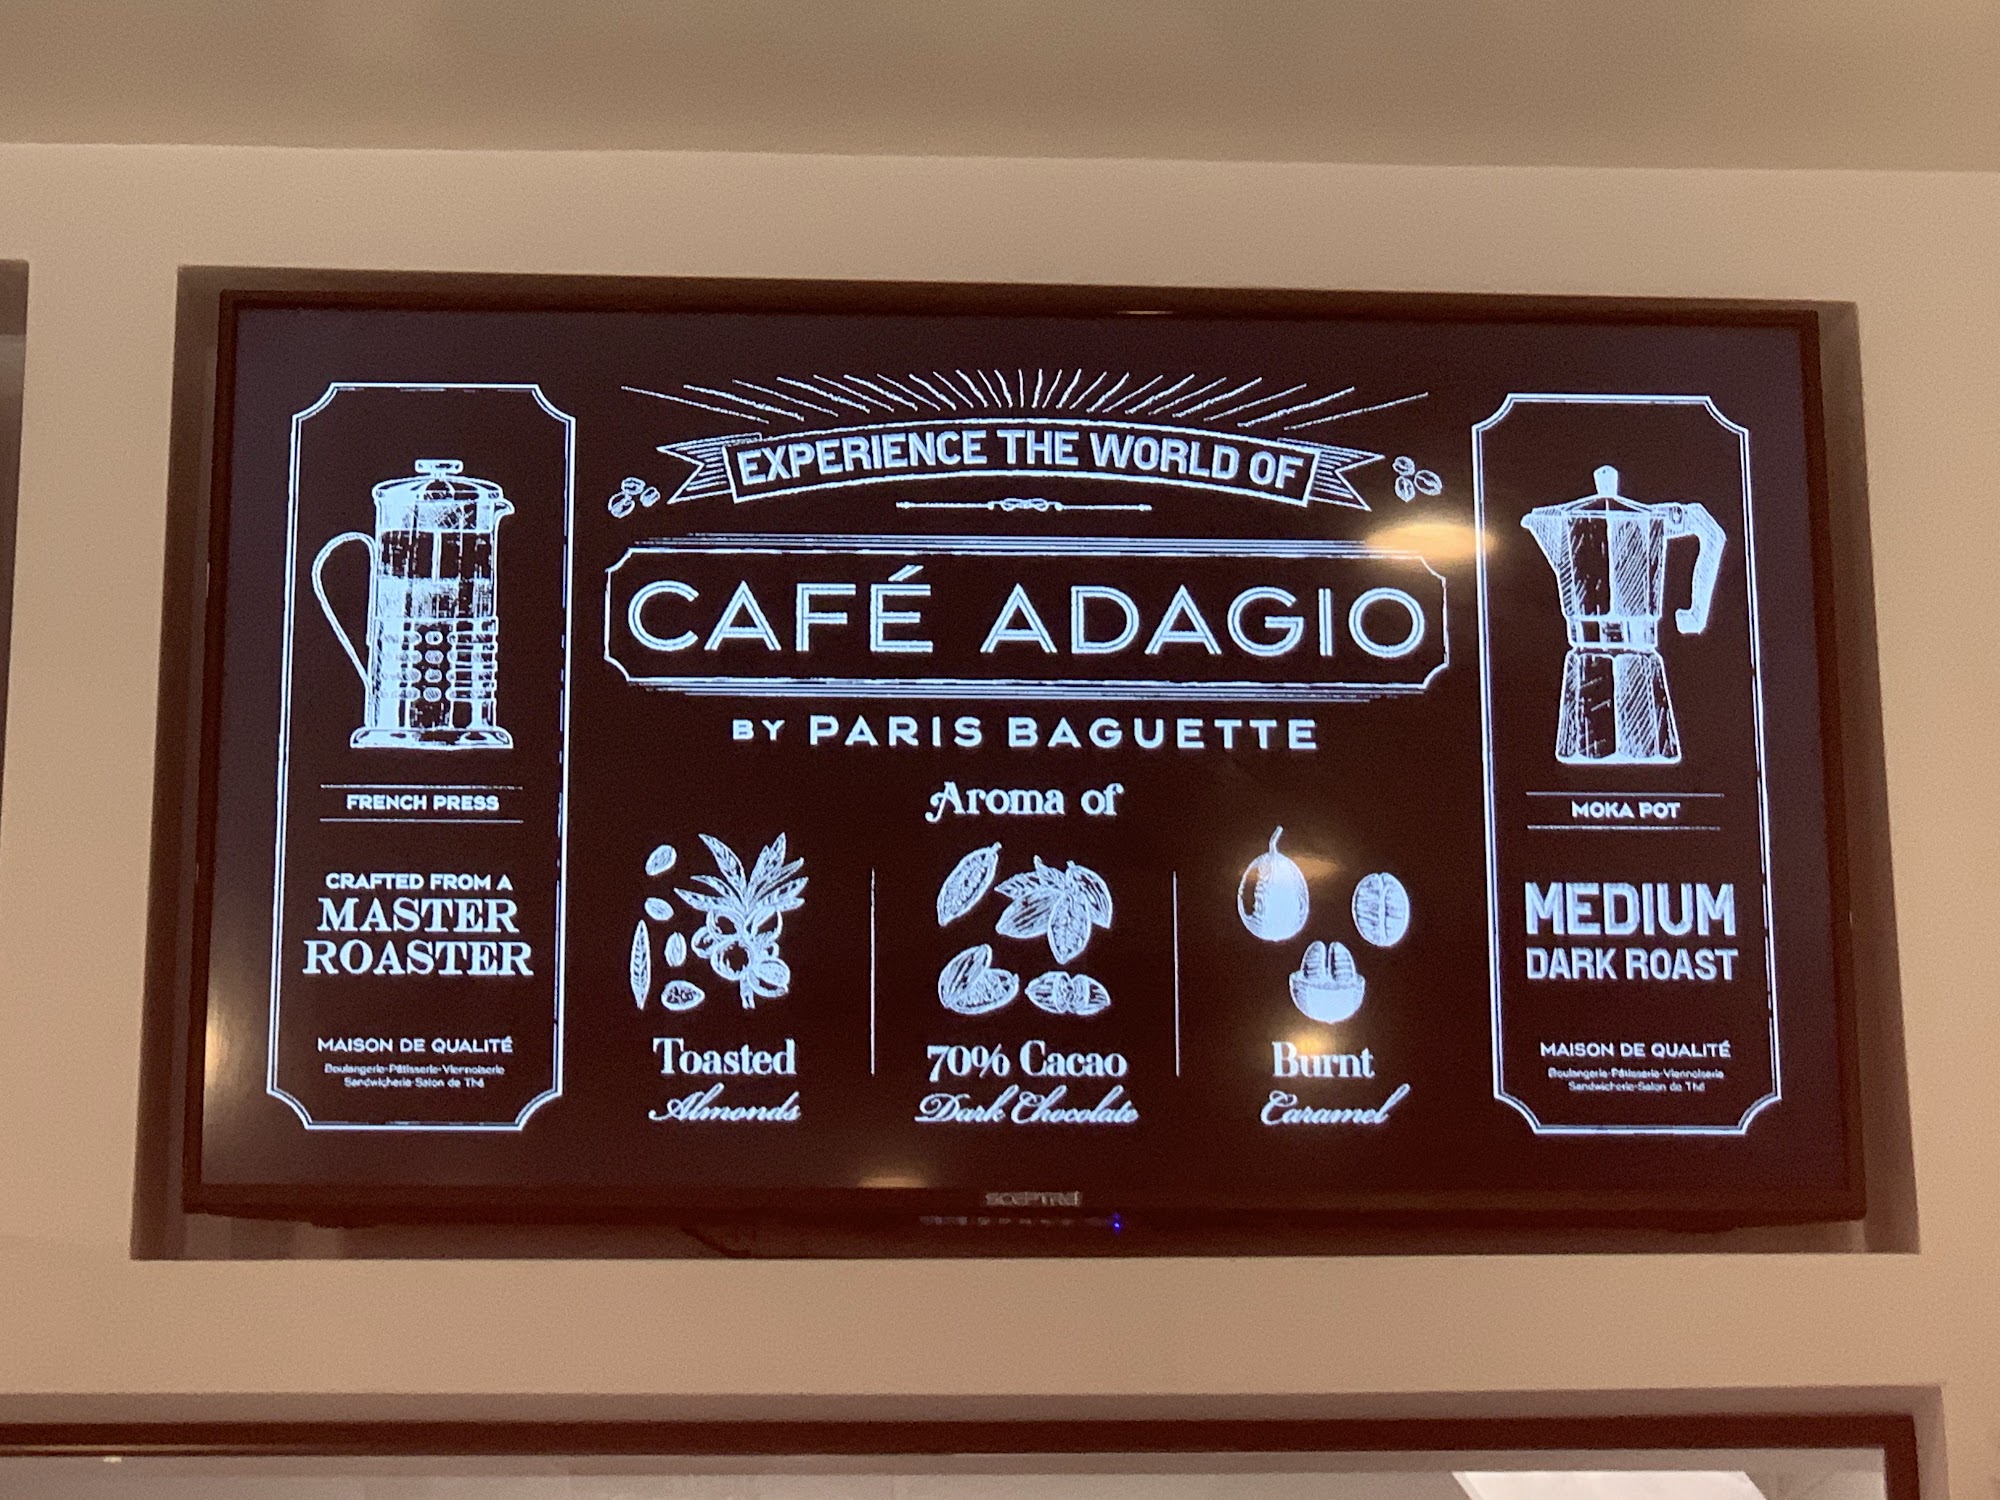 EXPERIENCE THE WORLD OF
CAFÉ ADAGIO
BY PARIS BAGUETTE
Aroma of
Toasted
Almonds
70% Cacao
Dark Chocolate
Burnt
Caramel
FRENCH PRESS
CRAFTED FROM A
MASTER
ROASTER
MAISON DE QUALITÉ
Boulangerie-Pâtisserie-Viennoiserie
Sandwicherie-Salon de Thé
MOKA POT
MEDIUM
DARK ROAST
MAISON DE QUALITÉ
Boulangerie-Pâtisserie-Viennoiserie
Sandwicherie-Salon de Thé
SCEPTRE